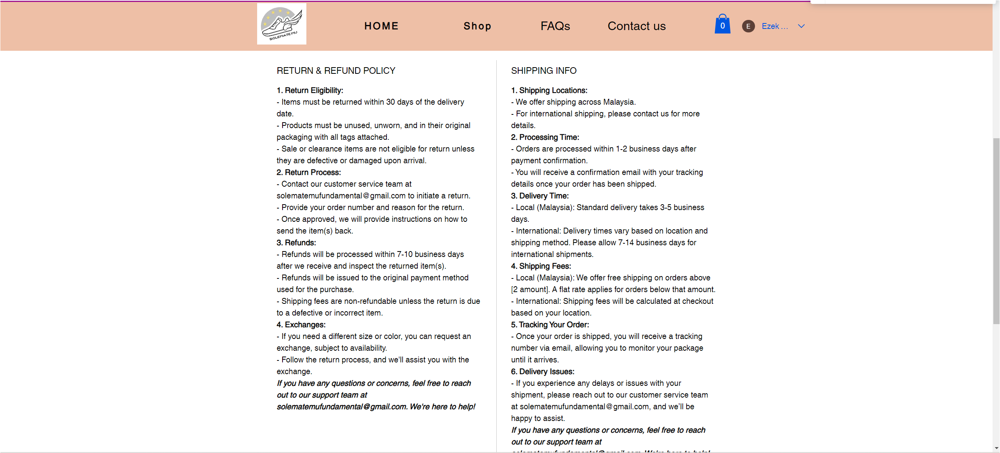 SOLEMATE MU
HOME
Shop
FAQs
Contact us
0
E
Ezek ...
RETURN & REFUND POLICY
1. Return Eligibility:
- Items must be returned within 30 days of the delivery
date.
- Products must be unused, unworn, and in their original
packaging with all tags attached.
- Sale or clearance items are not eligible for return unless
they are defective or damaged upon arrival.
2. Return Process:
- Contact our customer service team at
solematemufundamental@gmail.com to initiate a return.
- Provide your order number and reason for the return.
- Once approved, we will provide instructions on how to
send the item(s) back.
3. Refunds:
- Refunds will be processed within 7-10 business days
after we receive and inspect the returned item(s).
- Refunds will be issued to the original payment method
used for the purchase.
- Shipping fees are non-refundable unless the return is due
to a defective or incorrect item.
4. Exchanges:
- If you need a different size or color, you can request an
exchange, subject to availability.
- Follow the return process, and we'll assist you with the
exchange.
If you have any questions or concerns, feel free to reach
out to our support team at
solematemufundamental@gmail.com. We're here to help!
SHIPPING INFO
1. Shipping Locations:
- We offer shipping across Malaysia.
- For international shipping, please contact us for more
details.
2. Processing Time:
- Orders are processed within 1-2 business days after
payment confirmation.
- You will receive a confirmation email with your tracking
details once your order has been shipped.
3. Delivery Time:
- Local (Malaysia): Standard delivery takes 3-5 business
days.
- International: Delivery times vary based on location and
shipping method. Please allow 7-14 business days for
international shipments.
4. Shipping Fees:
- Local (Malaysia): We offer free shipping on orders above
[2 amount]. A flat rate applies for orders below that amount.
- International: Shipping fees will be calculated at checkout
based on your location.
5. Tracking Your Order:
- Once your order is shipped, you will receive a tracking
number via email, allowing you to monitor your package
until it arrives.
6. Delivery Issues:
- If you experience any delays or issues with your
shipment, please reach out to our customer service team
at solematemufundamental@gmail.com, and we’ll be
happy to assist.
If you have any questions or concerns, feel free to reach
out to our support team at